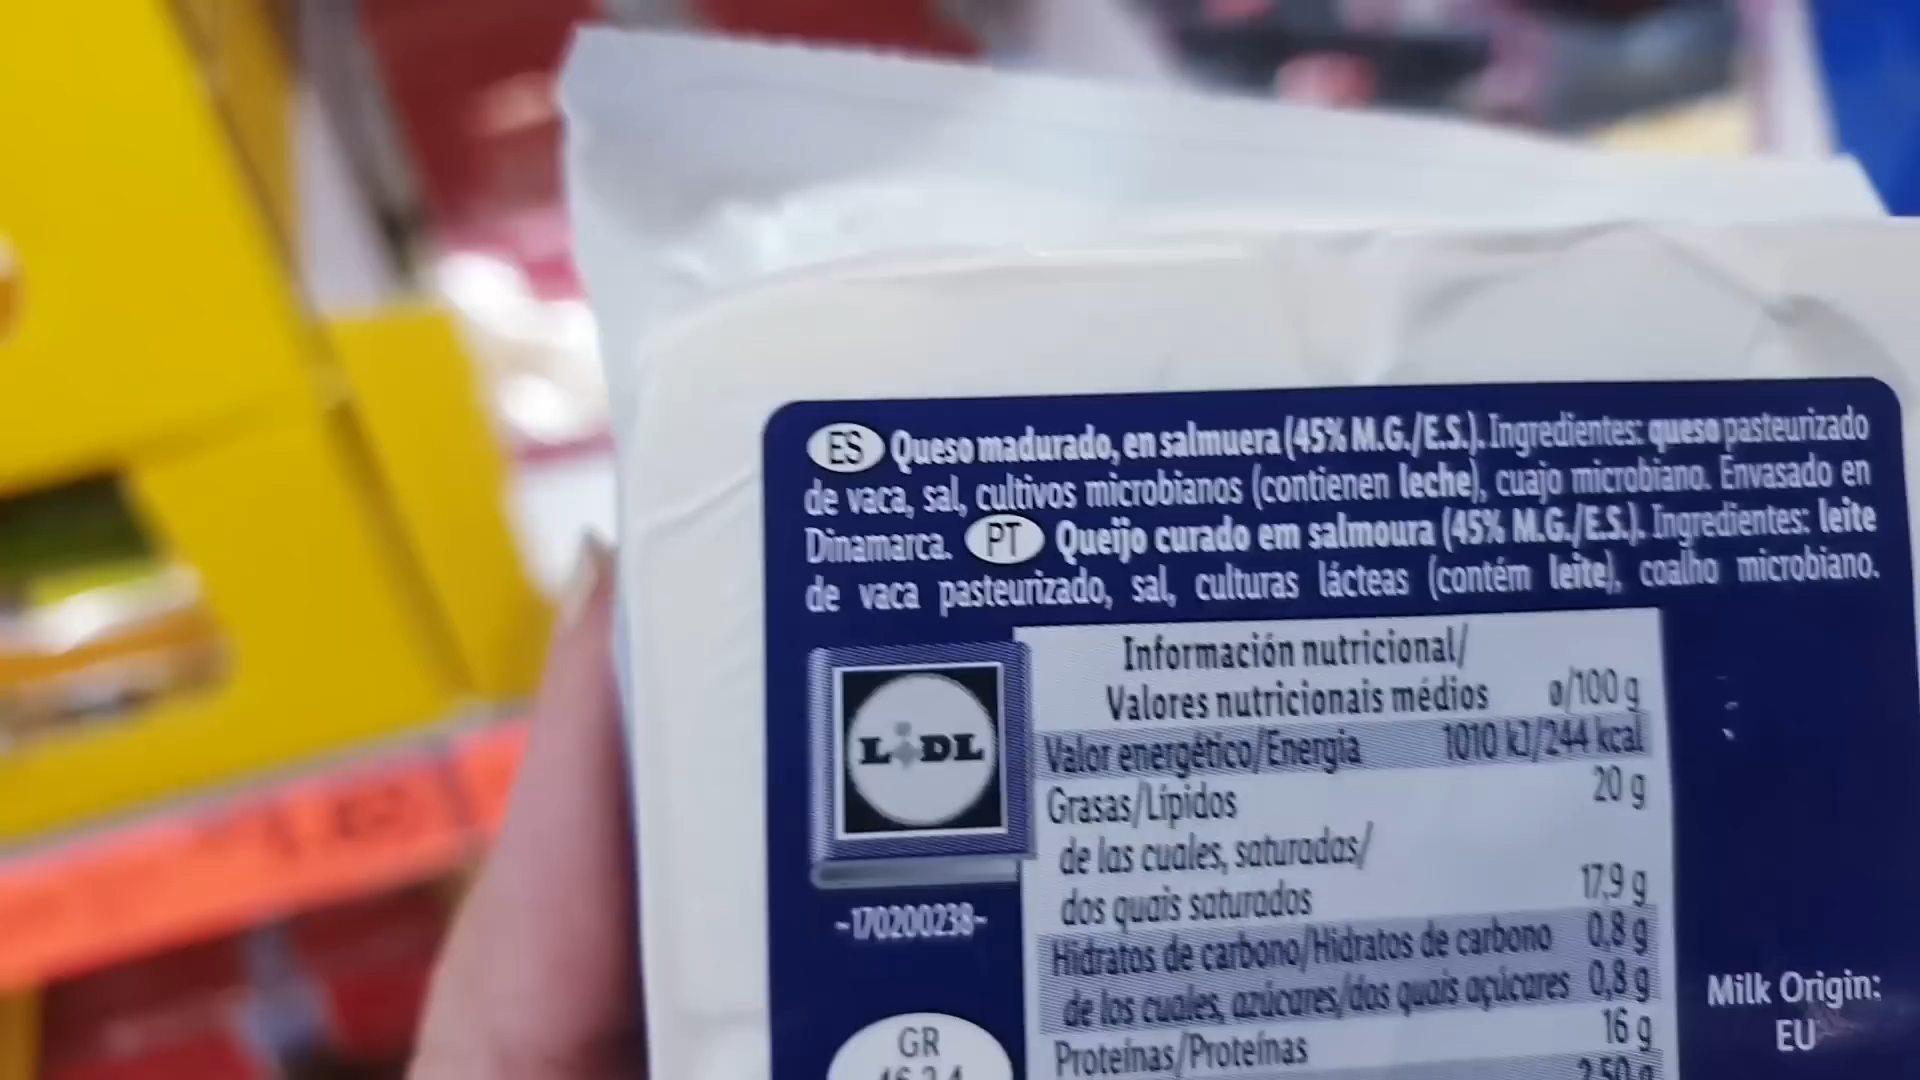 ES Queso madurado, en salmuera (45% M.G./E.S.). Ingredientes: queso pasteurizado
de vaca, sal, cultivos microbianos (contienen leche), cuajo microbiano. Envasado en
Dinamarca. PT Queijo curado em salmoura (45% M.G./E.S.). Ingredientes: leite
de vaca pasteurizado, sal, culturas lácteas (contém leite), coalho microbiano.
Información nutricional/
Valores nutricionais médios ø/100 g
Valor energético/Energia 1010 kJ/244 kcal
Grasas/Lípidos 20 g
de las cuales, saturadas/
dos quais saturados 17,9 g
Hidratos de carbono/Hidratos de carbono 0,8 g
de los cuales, azúcares/dos quais açúcares 0,8 g
Proteínas/Proteínas 16 g
2,50 g
LIDL
-170200238-
GR
Milk Origin:
EU